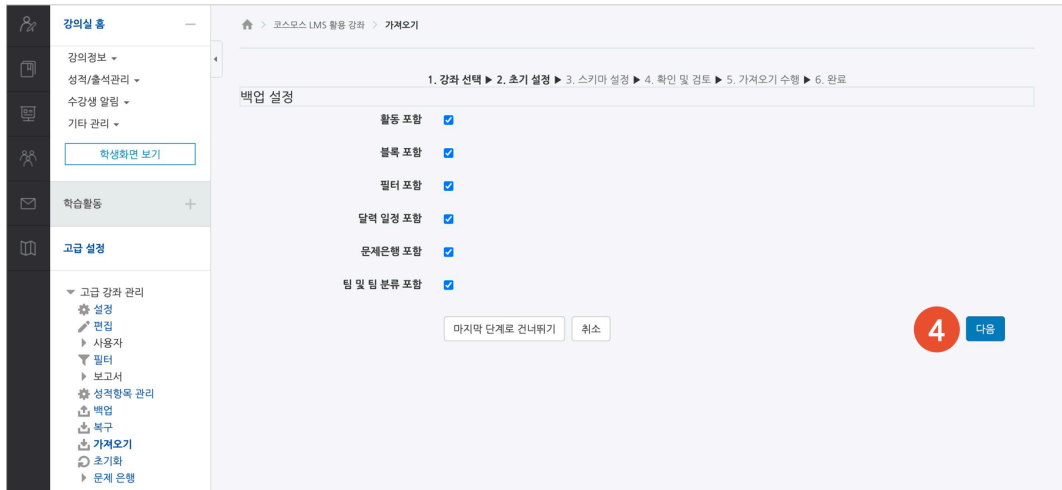 강의실 홈
강의정보
성적/출석관리
수강생 알림
기타 관리
학생화면 보기
학습활동
고급 설정
고급 강좌 관리
설정
편집
사용자
필터
보고서
성적항목 관리
백업
복구
가져오기
초기화
문제 은행
코스모스 LMS 활용 강좌 > 가져오기
1. 강좌 선택 ▶ 2. 초기 설정 ▶ 3. 스키마 설정 ▶ 4. 확인 및 검토 ▶ 5. 가져오기 수행 ▶ 6. 완료
백업 설정
활동 포함
블록 포함
필터 포함
달력 일정 포함
문제은행 포함
팀 및 팀 분류 포함
마지막 단계로 건너뛰기 취소 4 다음